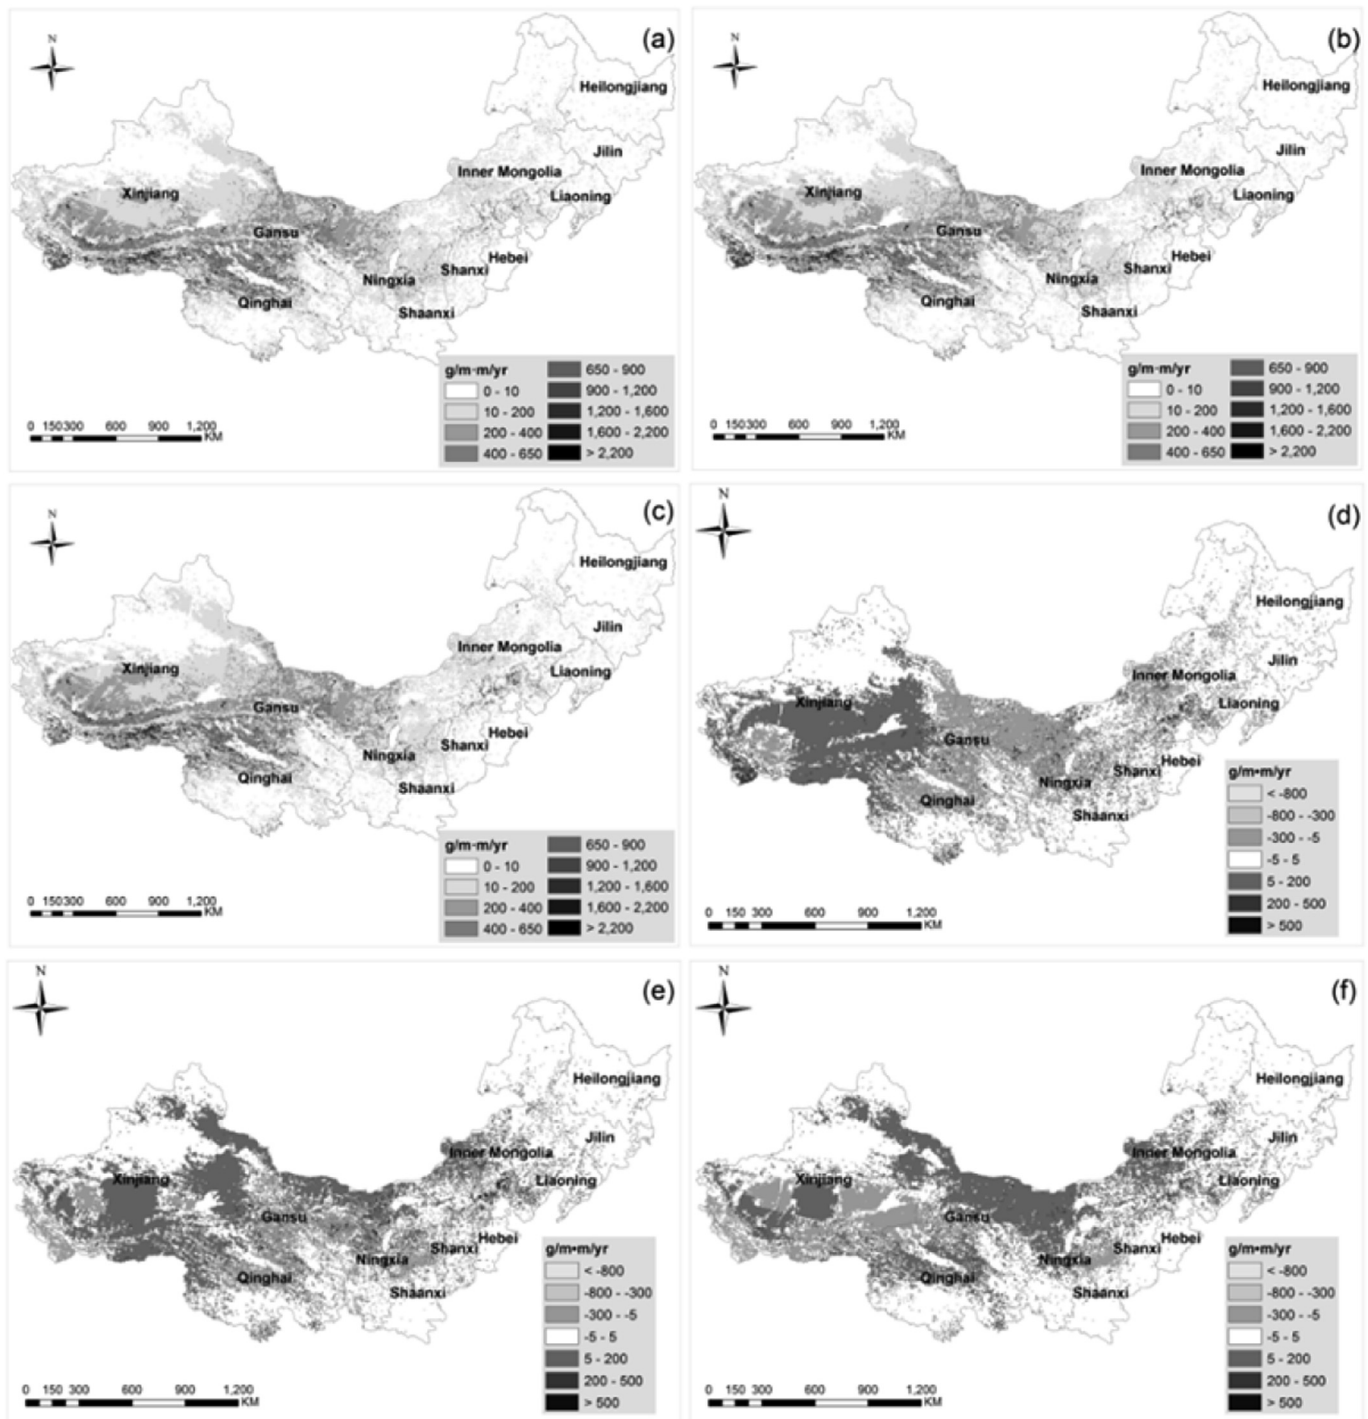 (a)
N
Heilongjiang
Jilin
Inner Mongolia
Xinjiang
Liaoning
Gansu
Hebei
Shanxi
Ningxia
Qinghai
Shaanxi
g/m·m/yr
0 - 10
10 - 200
200 - 400
400 - 650
650 - 900
900 - 1,200
1,200 - 1,600
1,600 - 2,200
> 2,200
0 150 300 600 900 1,200
KM
(b)
N
Heilongjiang
Jilin
Inner Mongolia
Xinjiang
Liaoning
Gansu
Hebei
Shanxi
Ningxia
Qinghai
Shaanxi
g/m·m/yr
0 - 10
10 - 200
200 - 400
400 - 650
650 - 900
900 - 1,200
1,200 - 1,600
1,600 - 2,200
> 2,200
0 150 300 600 900 1,200
KM
(c)
N
Heilongjiang
Jilin
Inner Mongolia
Xinjiang
Liaoning
Gansu
Hebei
Shanxi
Ningxia
Qinghai
Shaanxi
g/m·m/yr
0 - 10
10 - 200
200 - 400
400 - 650
650 - 900
900 - 1,200
1,200 - 1,600
1,600 - 2,200
> 2,200
0 150 300 600 900 1,200
KM
(d)
N
Heilongjiang
Jilin
Inner Mongolia
Xinjiang
Liaoning
Gansu
Hebei
Shanxi
Ningxia
Qinghai
Shaanxi
g/m•m/yr
< -800
-800 - -300
-300 - -5
-5 - 5
5 - 200
200 - 500
> 500
0 150 300 600 900 1,200
KM
(e)
N
Heilongjiang
Jilin
Inner Mongolia
Xinjiang
Liaoning
Gansu
Hebei
Shanxi
Ningxia
Qinghai
Shaanxi
g/m•m/yr
< -800
-800 - -300
-300 - -5
-5 - 5
5 - 200
200 - 500
> 500
0 150 300 600 900 1,200
KM
(f)
N
Heilongjiang
Jilin
Inner Mongolia
Xinjiang
Liaoning
Gansu
Hebei
Shanxi
Ningxia
Qinghai
Shaanxi
g/m•m/yr
< -800
-800 - -300
-300 - -5
-5 - 5
5 - 200
200 - 500
> 500
0 150 300 600 900 1,200
KM